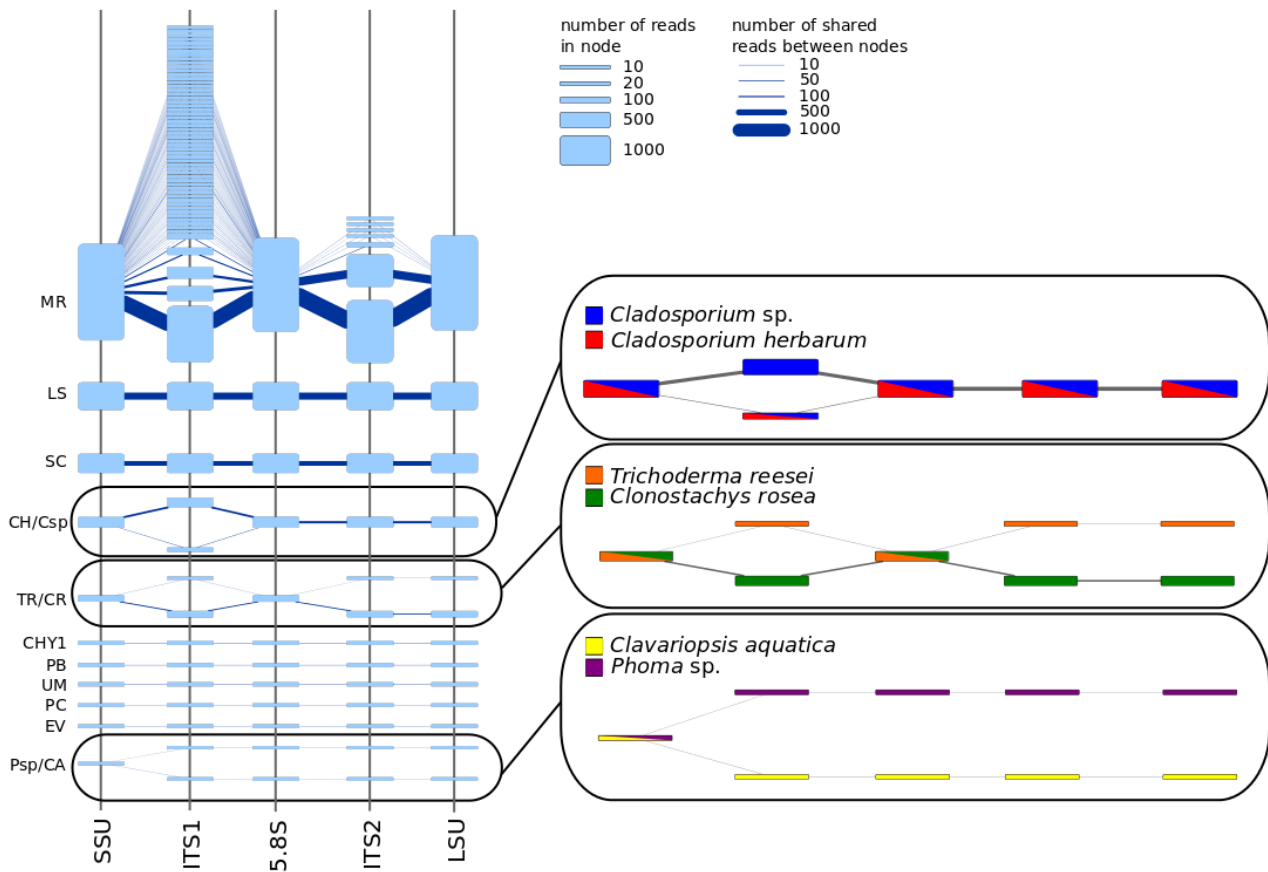 number of reads
in node
10
20
100
500
1000
number of shared
reads between nodes
10
50
100
500
1000
MR
LS
SC
CH/Csp
TR/CR
CHY1
PB
UM
PC
EV
Psp/CA
SSU
ITS1
5.8S
ITS2
LSU
Cladosporium sp.
Cladosporium herbarum
Trichoderma reesei
Clonostachys rosea
Clavariopsis aquatica
Phoma sp.